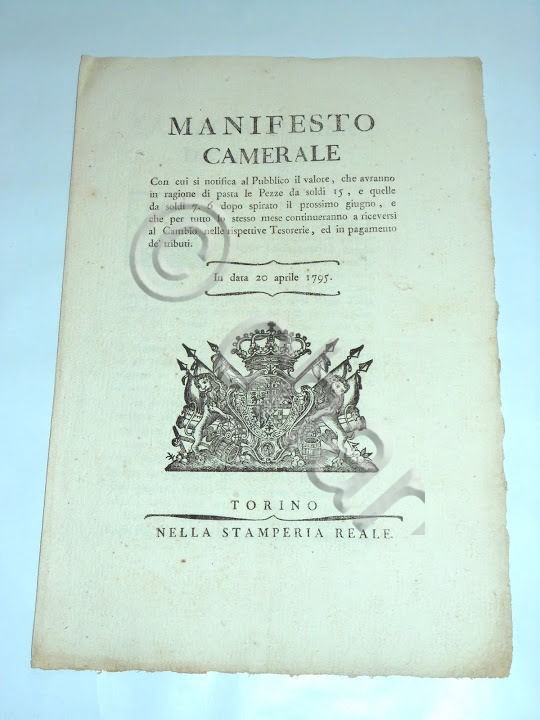 MANIFESTO
CAMERALE
Con cui si notifica al Pubblico il valore, che avranno
in ragione di pasta le Pezze da soldi 15, e quelle
da soldi 7. 6 dopo spirato il prossimo giugno, e
che per tutto lo stesso mese continueranno a riceversi
al Cambio nelle rispettive Tesorerie, ed in pagamento
de' tributi.
In data 20 aprile 1795.
TORINO
NELLA STAMPERIA REALE.